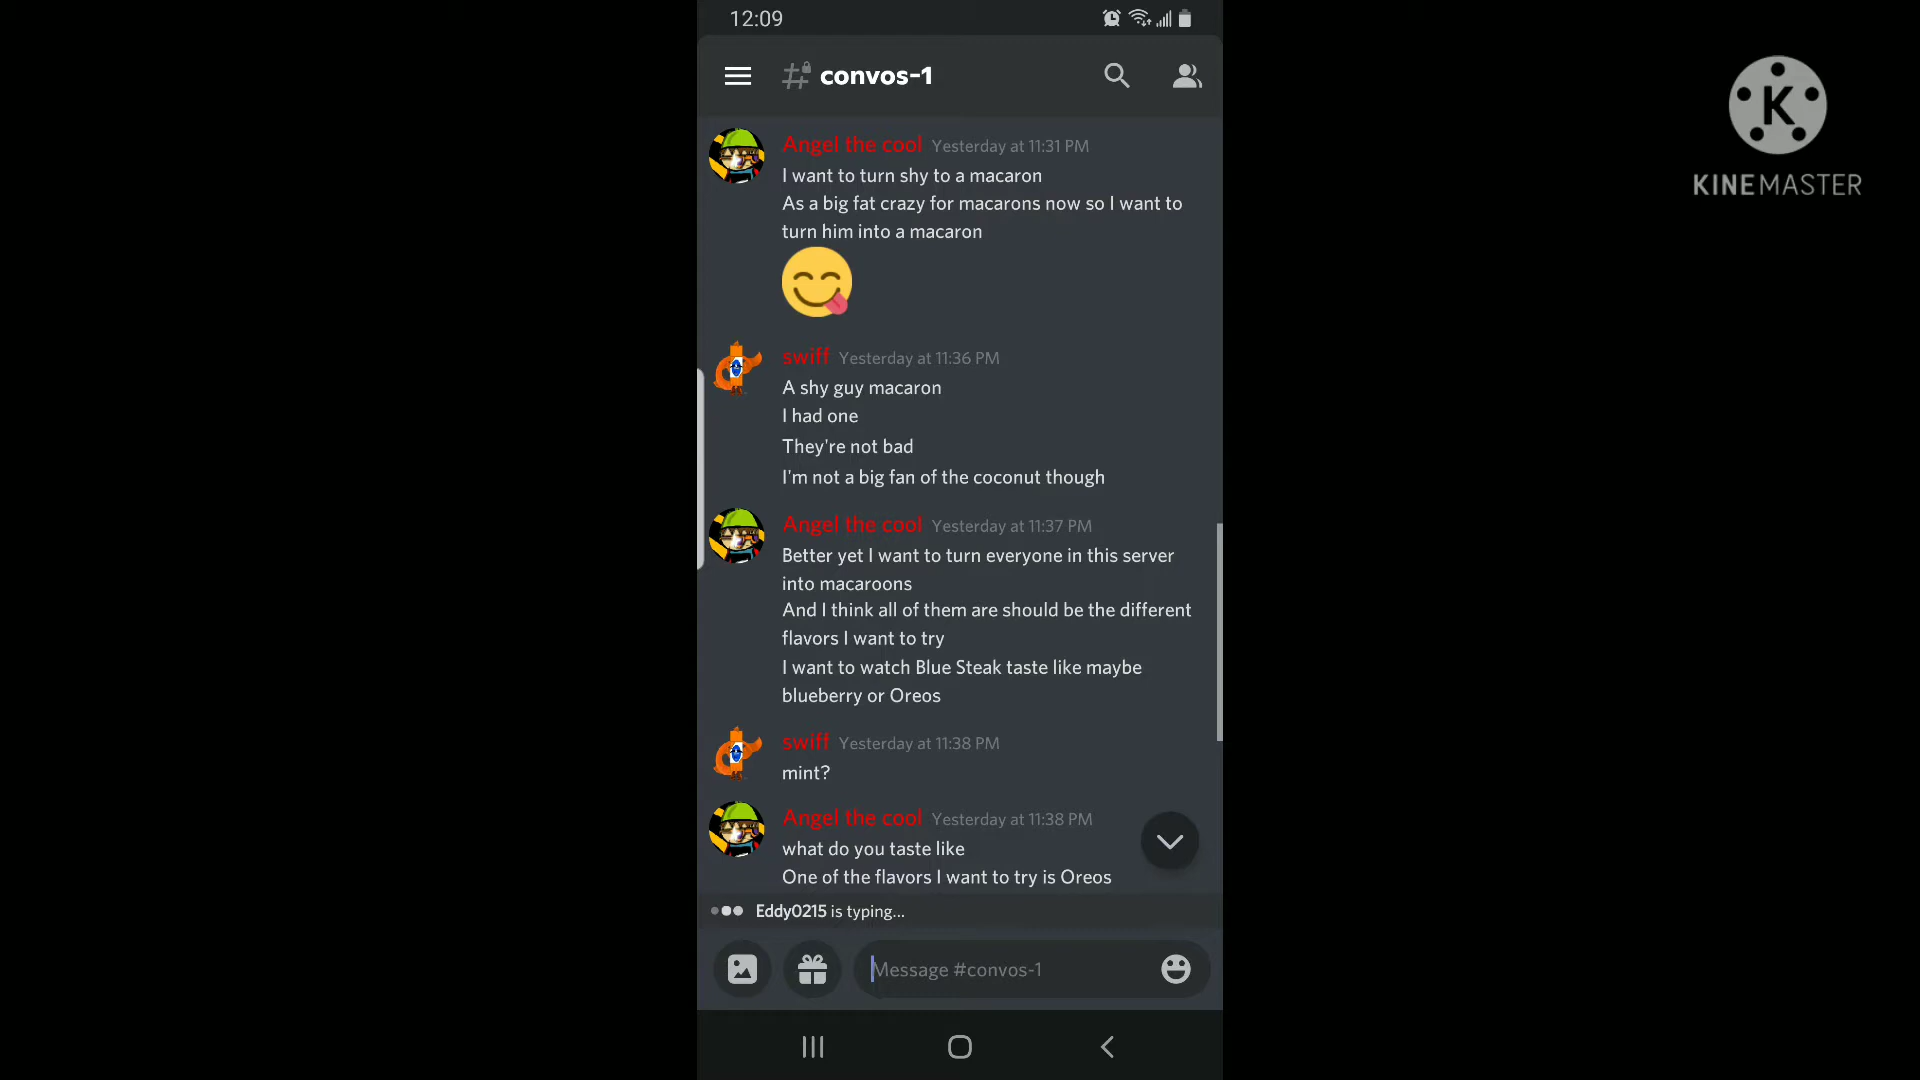 12:09
convos-1
Angel the cool Yesterday at 11:31 PM
I want to turn shy to a macaron
As a big fat crazy for macarons now so I want to
turn him into a macaron
swiff Yesterday at 11:36 PM
A shy guy macaron
I had one
They're not bad
I'm not a big fan of the coconut though
Angel the cool Yesterday at 11:37 PM
Better yet I want to turn everyone in this server
into macaroons
And I think all of them are should be the different
flavors I want to try
I want to watch Blue Steak taste like maybe
blueberry or Oreos
swiff Yesterday at 11:38 PM
mint?
Angel the cool Yesterday at 11:38 PM
what do you taste like
One of the flavors I want to try is Oreos
Eddy0215 is typing...
Message #convos-1
K
KINEMASTER